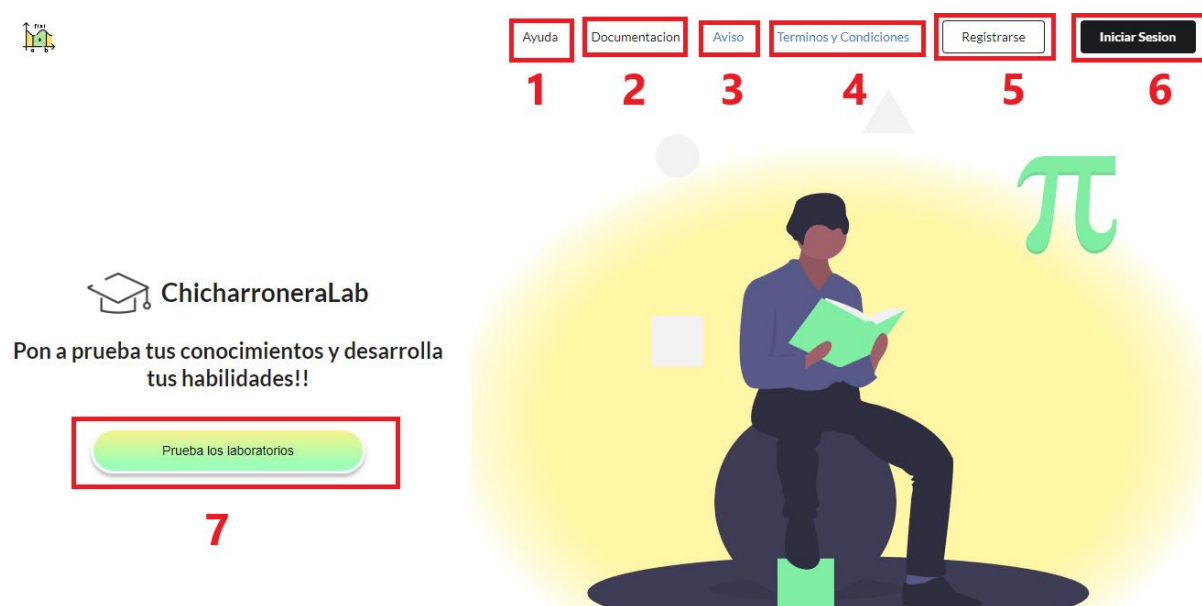 f(x)
a b
Ayuda
Documentacion
Aviso
Terminos y Condiciones
Registrarse
Iniciar Sesion
1
2
3
4
5
6
π
ChicharroneraLab
Pon a prueba tus conocimientos y desarrolla
tus habilidades!!
Prueba los laboratorios
7